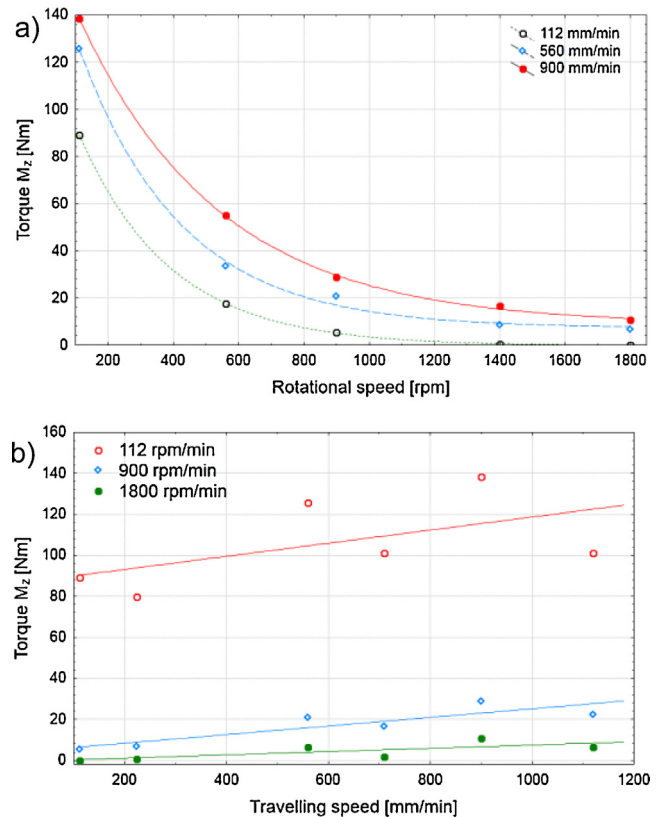 a)
140
120
100
80
60
40
20
0
Torque M_z [Nm]
112 mm/min
560 mm/min
900 mm/min
200 400 600 800 1000 1200 1400 1600 1800
Rotational speed [rpm]
b)
160
140
120
100
80
60
40
20
0
Torque M_z [Nm]
112 rpm/min
900 rpm/min
1800 rpm/min
200 400 600 800 1000 1200
Travelling speed [mm/min]